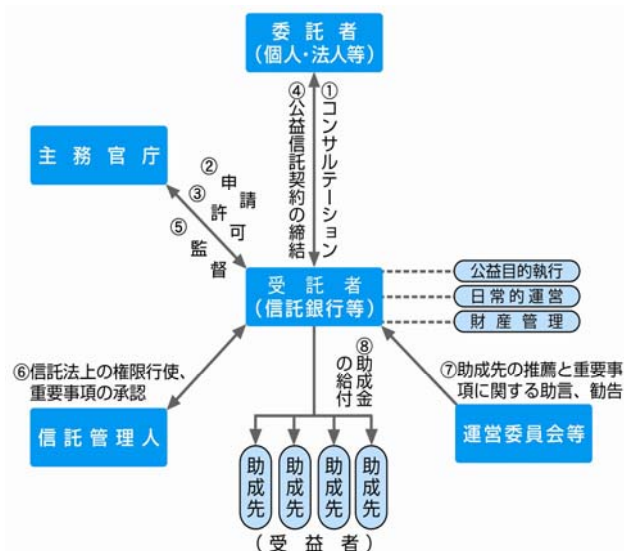 委託者
(個人・法人等)
①コンサルテーション
④公益信託契約の締結
主務官庁
②申請
③許可
⑤監督
受託者
(信託銀行等)
公益目的執行
日常的運営
財産管理
⑥信託法上の権限行使、
重要事項の承認
⑧助成金
の給付
⑦助成先の推薦と重要事
項に関する助言、勧告
信託管理人
運営委員会等
助成先
助成先
助成先
助成先
(受益者)